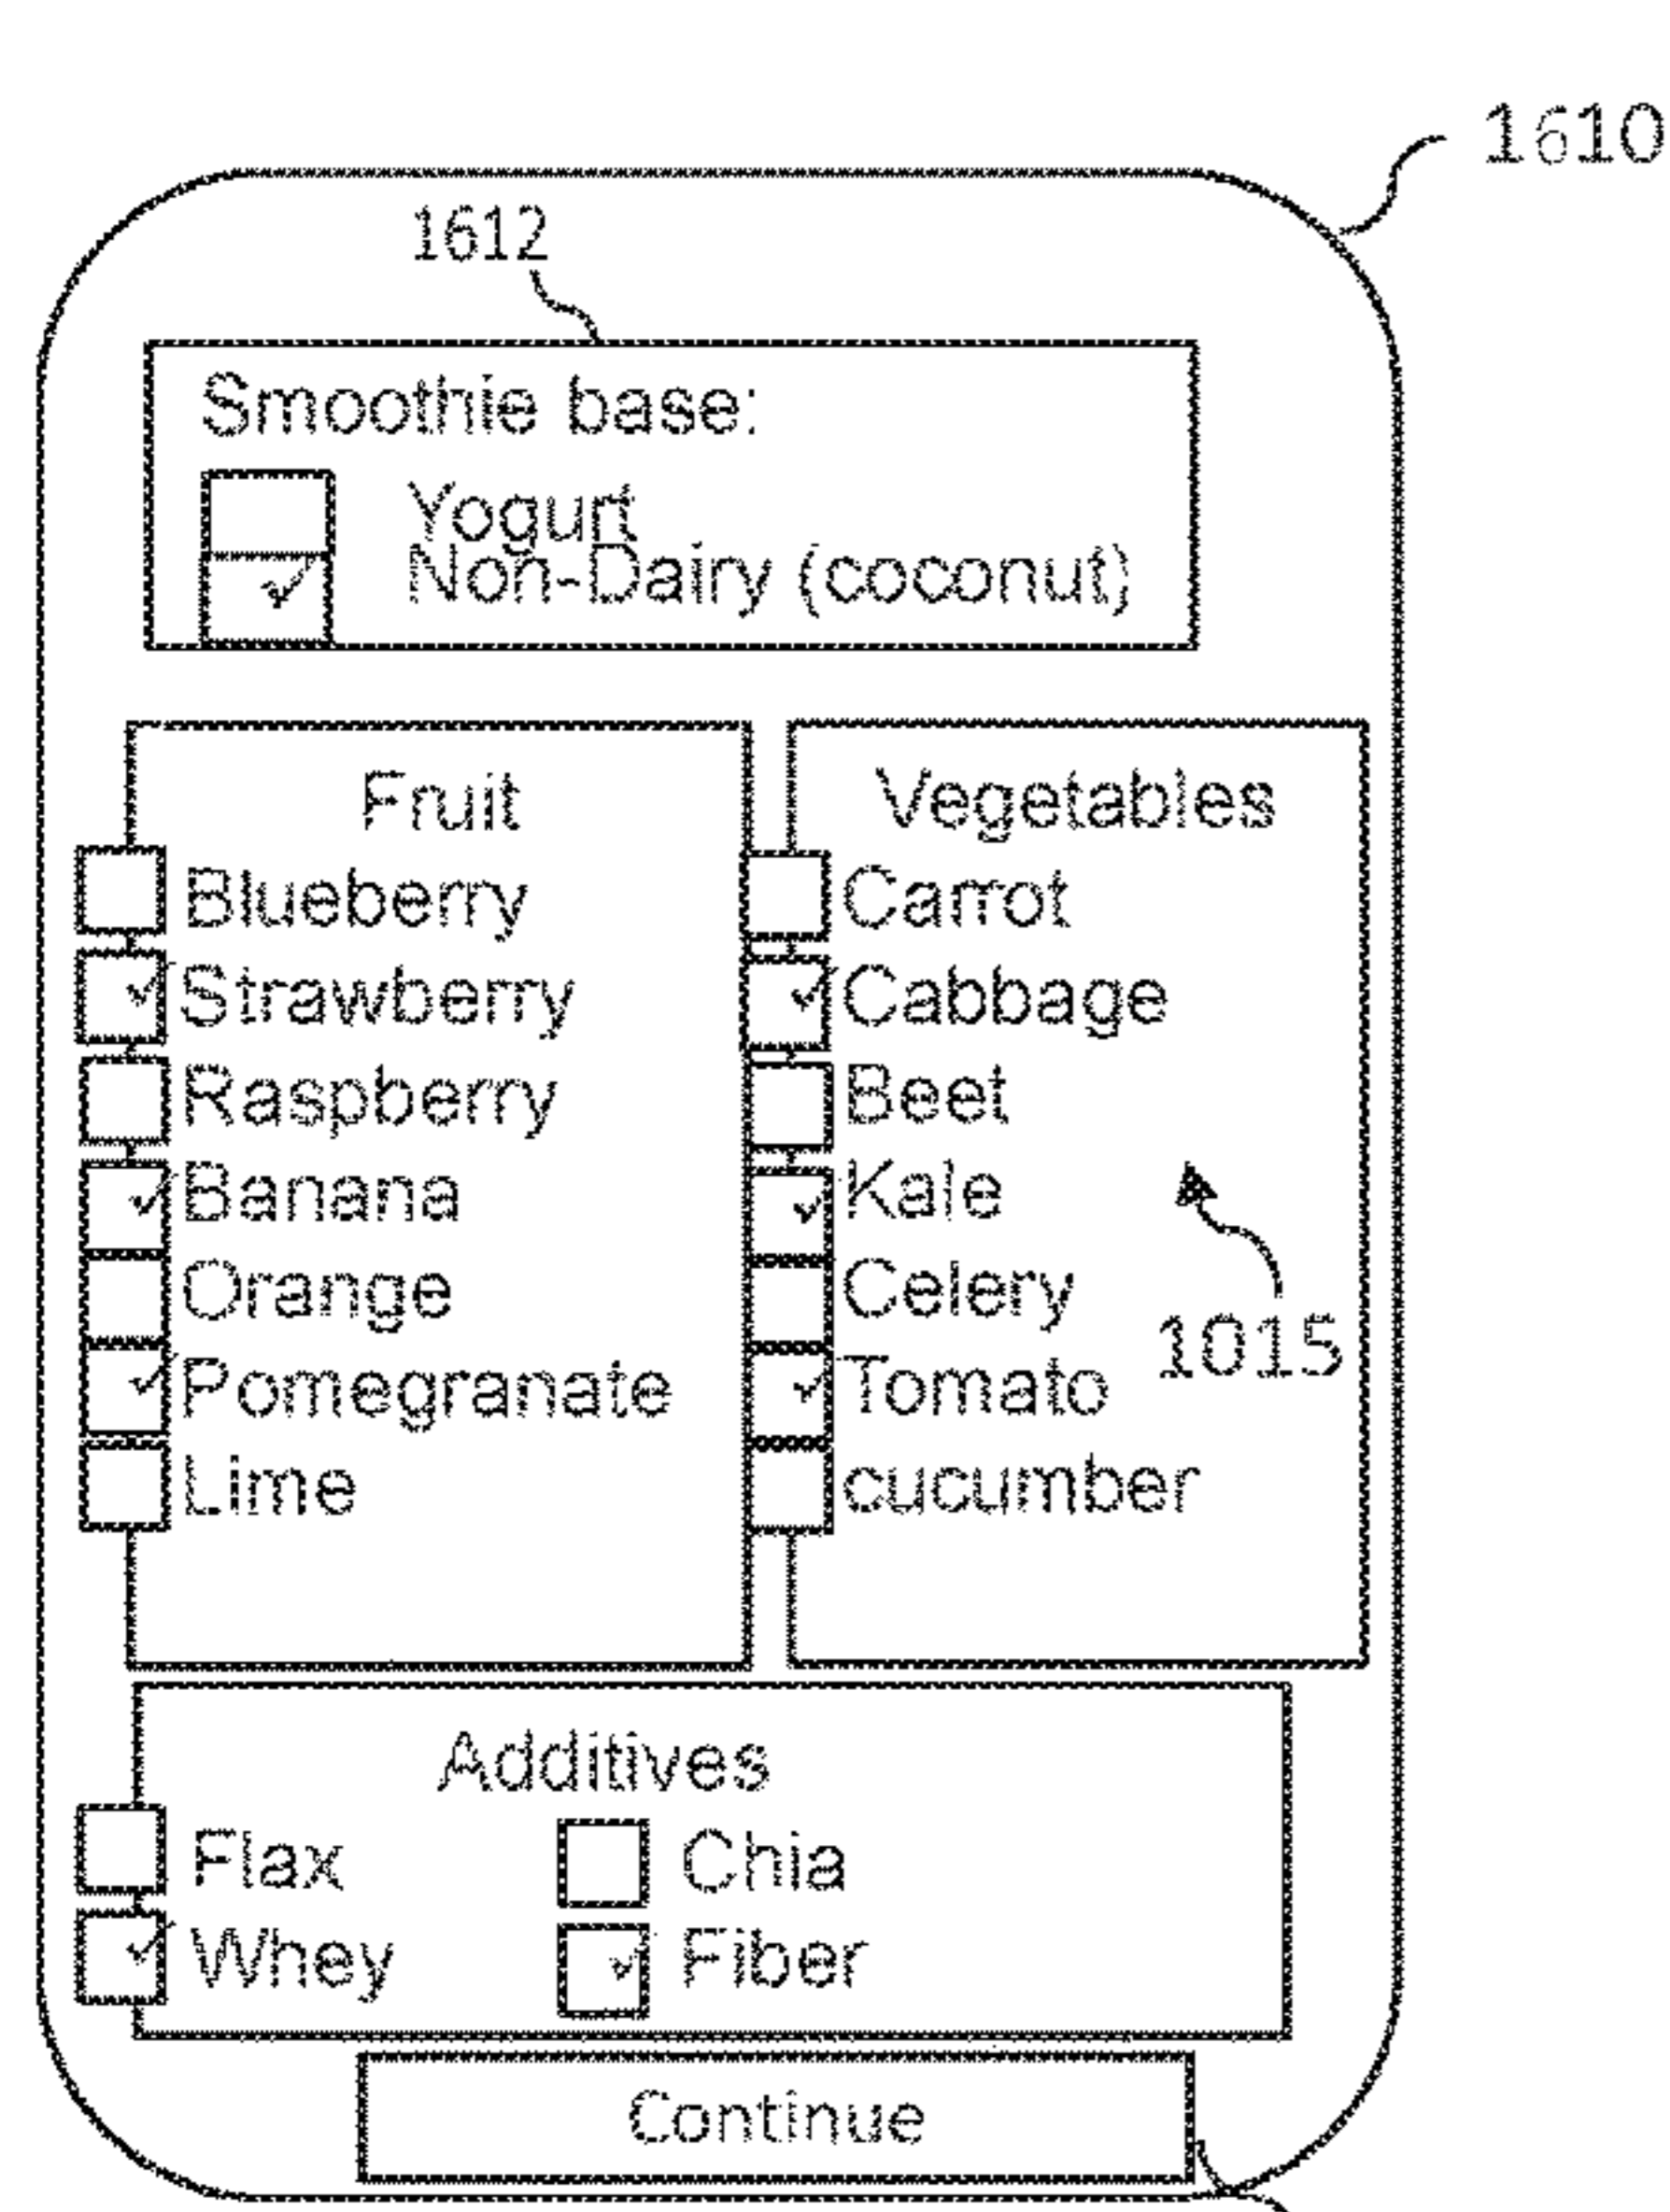 1610
1612
Smoothie base:
Yogurt
Non-Dairy (coconut)
Fruit
Blueberry
Strawberry
Raspberry
Banana
Orange
Pomegranate
Lime
Vegetables
Carrot
Cabbage
Beet
Kale
Celery
Tomato
cucumber
1015
Additives
Flax
Chia
Whey
Fiber
Continue